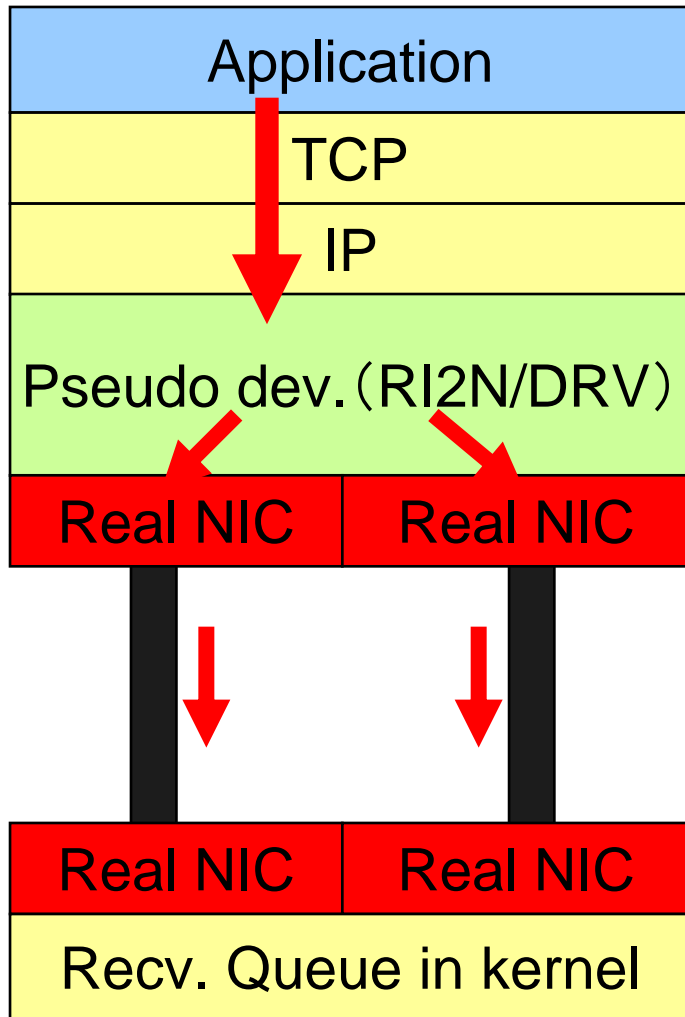 Application
TCP
IP
Pseudo dev.（RI2N/DRV）
Real NIC Real NIC
Real NIC Real NIC
Recv. Queue in kernel